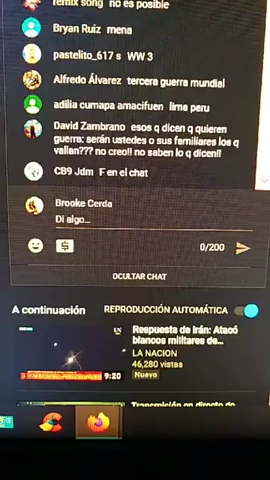 remix song no es posible
Bryan Ruiz mena
pastelito_617 s WW 3
Alfredo Álvarez tercera guerra mundial
adilia cumapa amacifuen lima peru
David Zambrano esos q dicen q quieren
guerra: serán ustedes o sus familiares los q
vallan??? no creo!! no saben lo q dicen!!
CB9 Jdm F en el chat
Brooke Cerda
Di algo...
0/200
OCULTAR CHAT
A continuación
REPRODUCCIÓN AUTOMÁTICA
Respuesta de Irán: Atacó
blancos militares de...
LA NACION
46,280 vistas
Nuevo
9:20
Transmisión en directo de